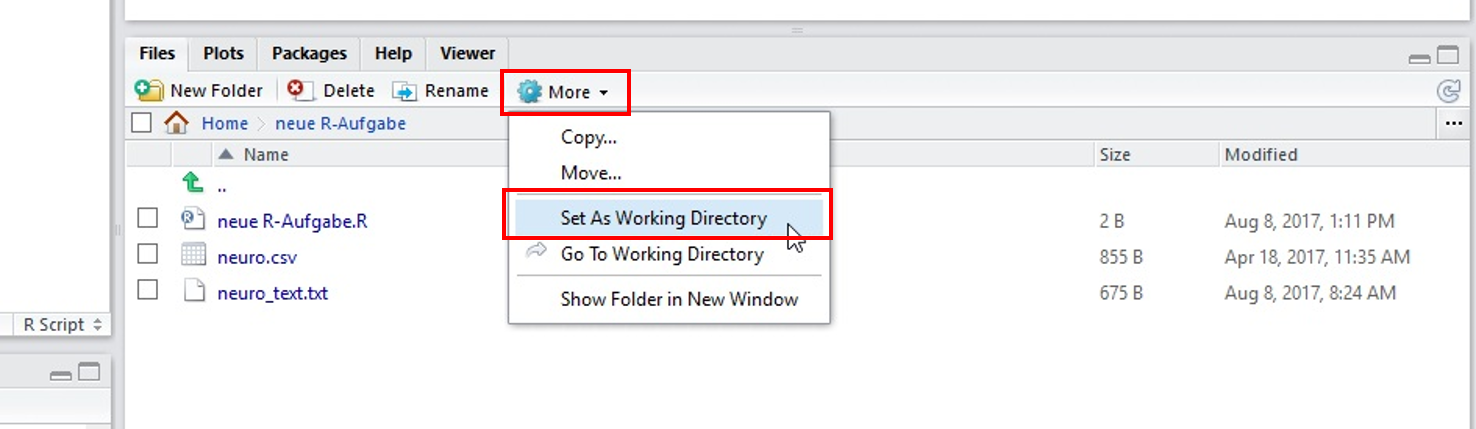 Files Plots Packages Help Viewer
New Folder Delete Rename More
Home neue R-Aufgabe ...
Name Size Modified
Copy...
Move...
Set As Working Directory
Go To Working Directory
Show Folder in New Window
..
neue R-Aufgabe.R 2 B Aug 8, 2017, 1:11 PM
neuro.csv 855 B Apr 18, 2017, 11:35 AM
neuro_text.txt 675 B Aug 8, 2017, 8:24 AM
R Script